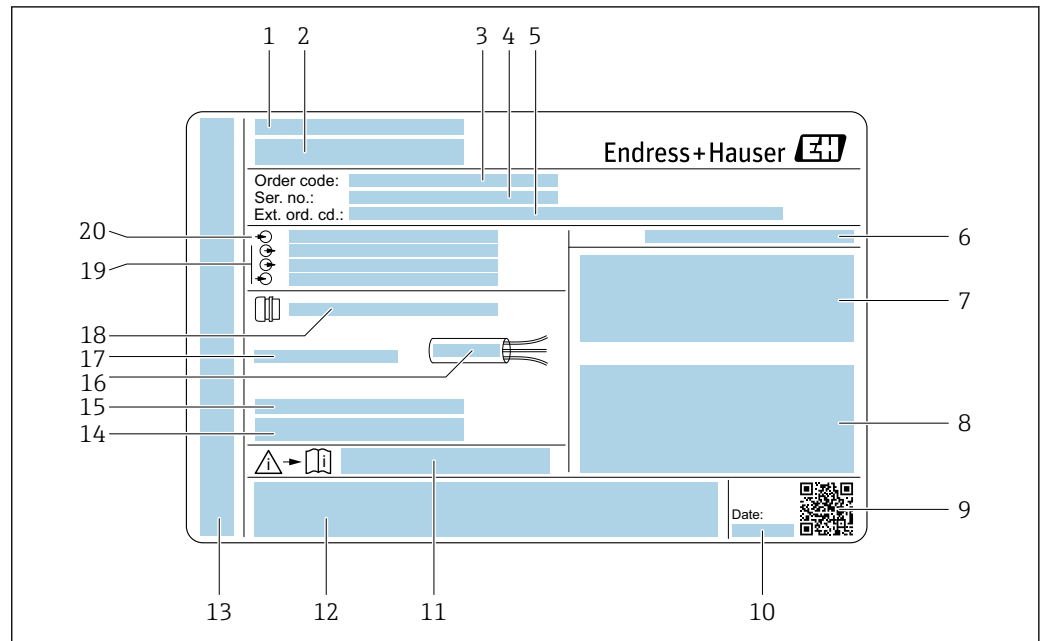 1 2 3 4 5
Endress+Hauser EH
Order code:
Ser. no.:
Ext. ord. cd.:
20
6
19
7
18
17
16
15
8
14
i i
9
Date:
13 12 11 10